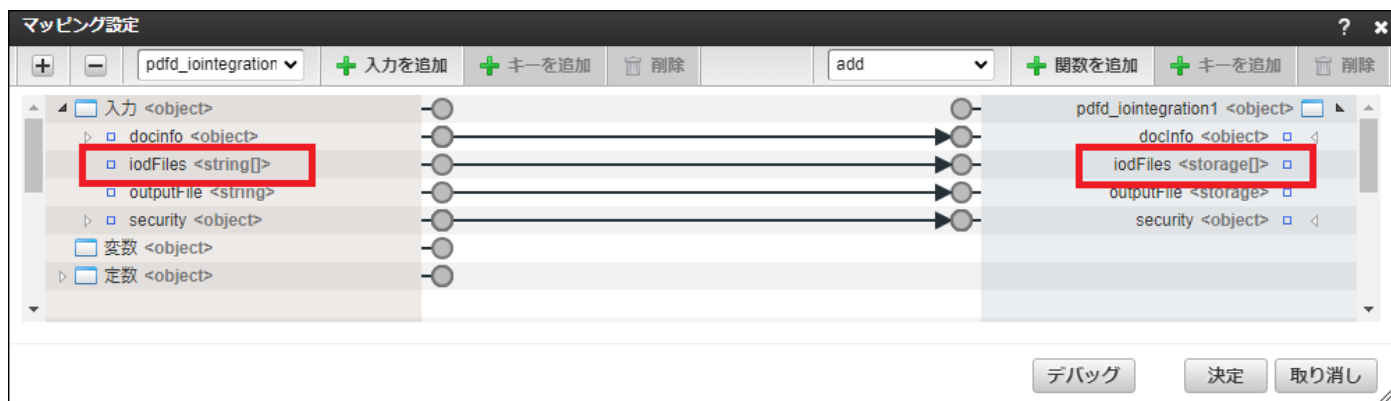 マッピング設定 ? ×
+ − pdfd_iointegration 入力を追加 キーを追加 削除 add 関数を追加 キーを追加 削除
入力 <object> pdfd_iointegration1 <object>
docinfo <object> docInfo <object>
iodFiles <string[]> iodFiles <storage[]>
outputFile <string> outputFile <storage>
security <object> security <object>
変数 <object>
定数 <object>
デバッグ 決定 取り消し